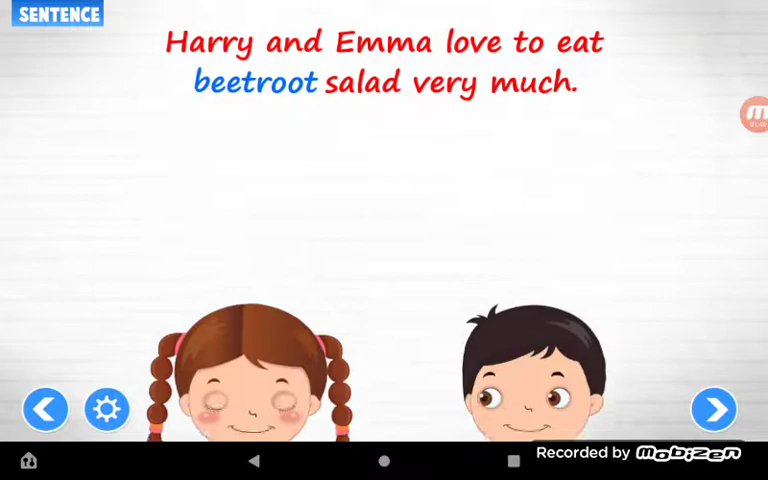 SENTENCE
Harry and Emma love to eat
beetroot salad very much.
Recorded by MOBIZEN